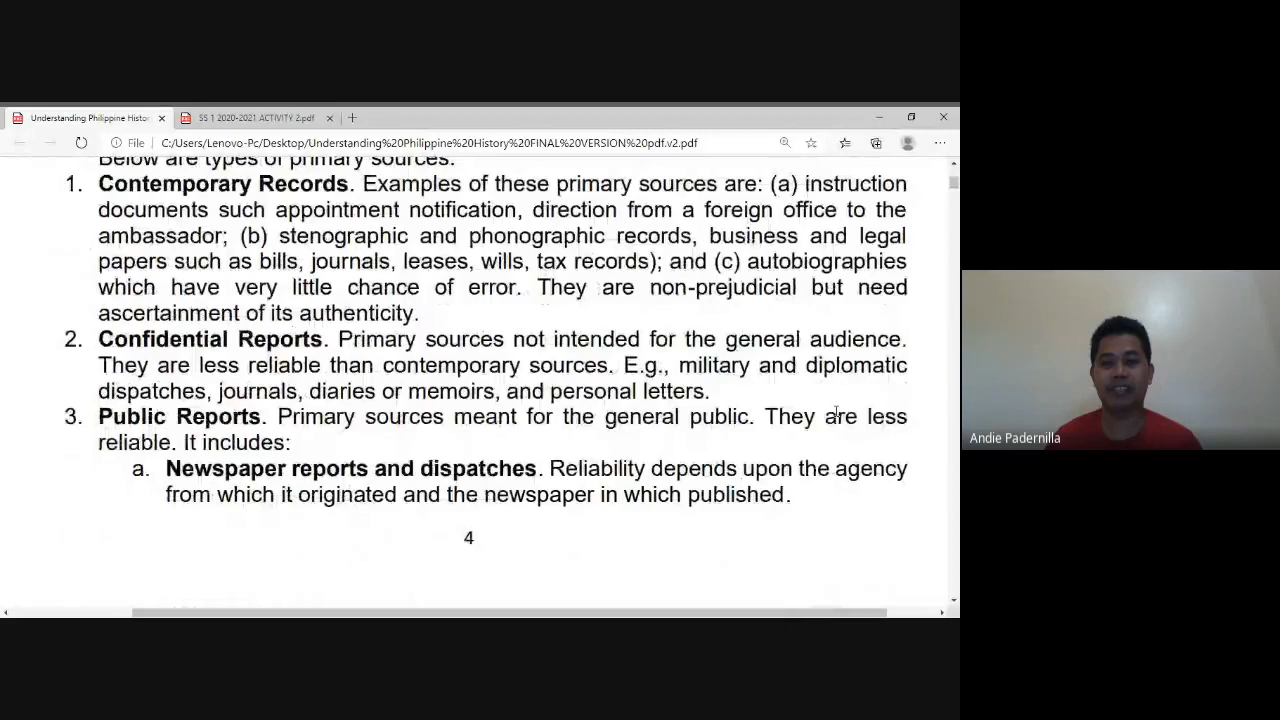 Understanding Philippine Histor
SS 1 2020-2021 ACTIVITY 2.pdf
File
C:/Users/Lenovo-Pc/Desktop/Understanding%20Philippine%20History%20FINAL%20VERSION%20pdf.v2.pdf
Below are types of primary sources.
1. Contemporary Records. Examples of these primary sources are: (a) instruction
documents such appointment notification, direction from a foreign office to the
ambassador; (b) stenographic and phonographic records, business and legal
papers such as bills, journals, leases, wills, tax records); and (c) autobiographies
which have very little chance of error. They are non-prejudicial but need
ascertainment of its authenticity.
2. Confidential Reports. Primary sources not intended for the general audience.
They are less reliable than contemporary sources. E.g., military and diplomatic
dispatches, journals, diaries or memoirs, and personal letters.
3. Public Reports. Primary sources meant for the general public. They are less
reliable. It includes:
a. Newspaper reports and dispatches. Reliability depends upon the agency
from which it originated and the newspaper in which published.
4
Andie Padernilla